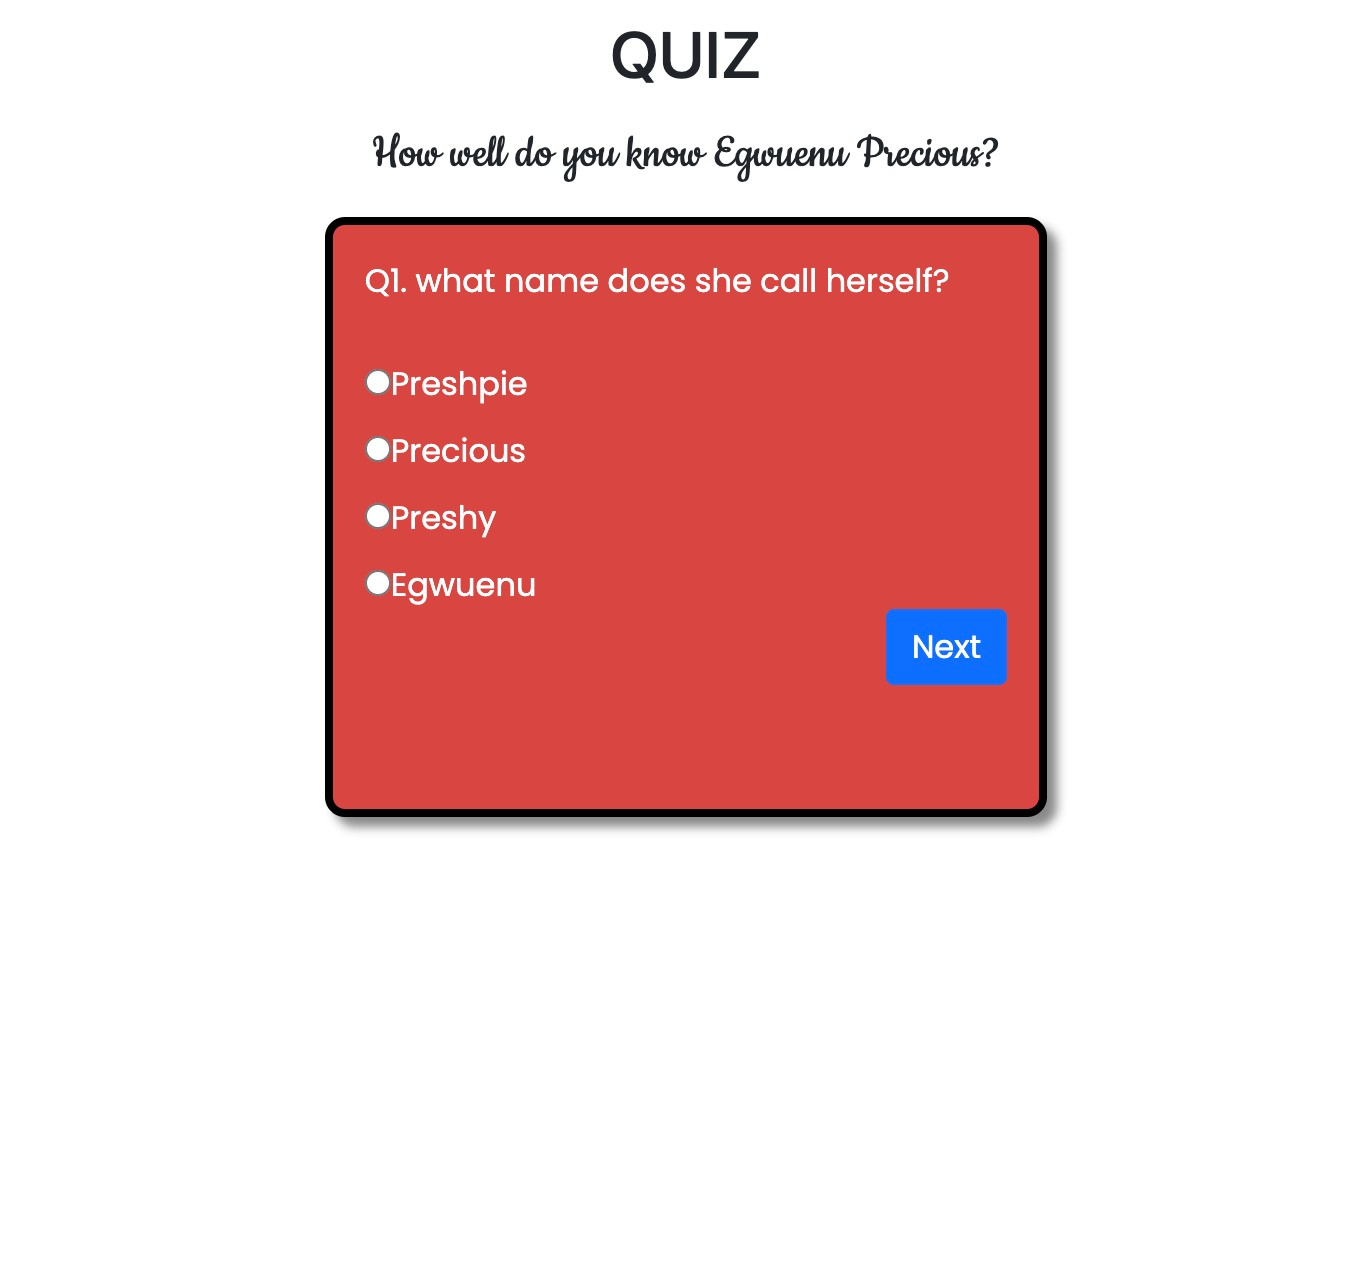 QUIZ
How well do you know Egwuenu Precious?
Q1. what name does she call herself?
Preshpie
Precious
Preshy
Egwuenu
Next